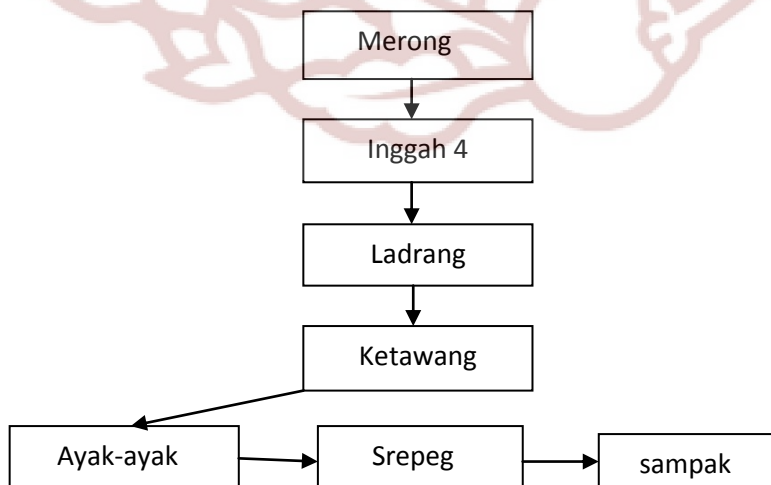 Merong
Inggah 4
Ladrang
Ketawang
Ayak-ayak
Srepeg
sampak